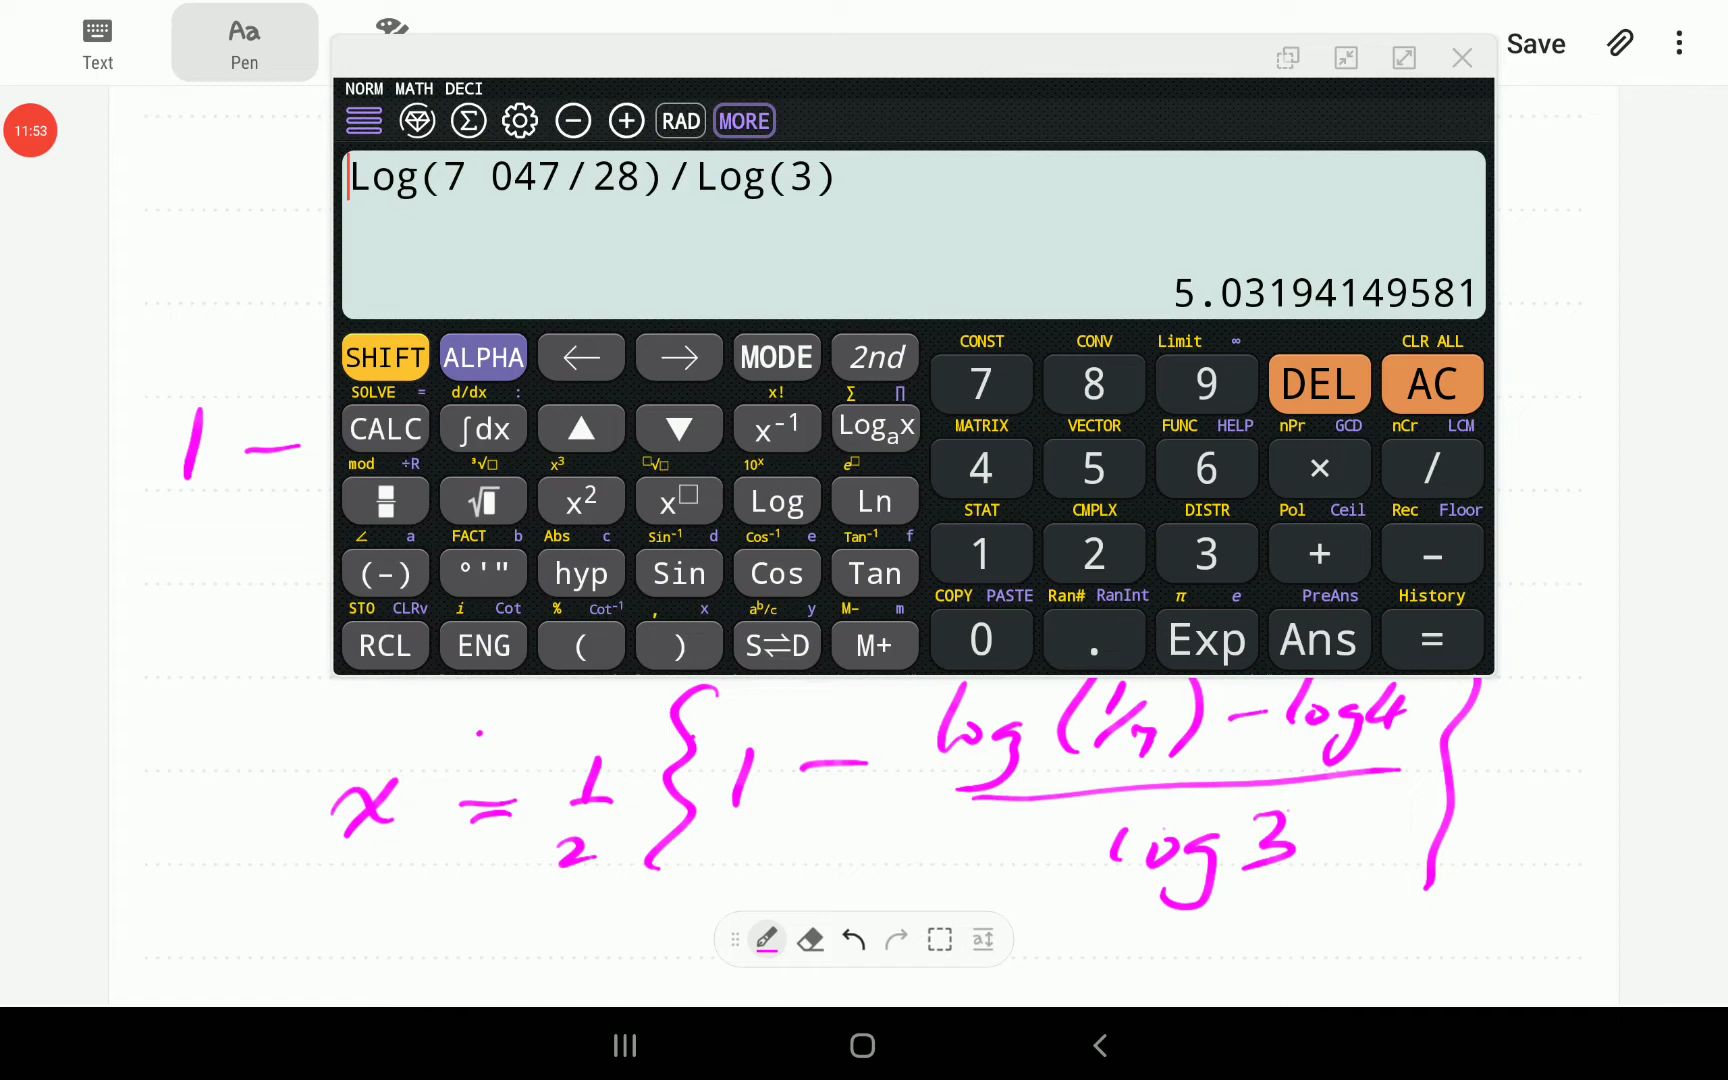 Text
Aa
Pen
Save
11:53
NORM MATH DECI
RAD MORE
Log(7 047/28)/Log(3)
5.03194149581
SHIFT ALPHA ← → MODE 2nd
CONST CONV Limit ∞ CLR ALL
7 8 9 DEL AC
SOLVE = d/dx : x! ∑ ∏
CALC ∫dx ▲ ▼ x⁻¹ Logₐx
MATRIX VECTOR FUNC HELP nPr GCD nCr LCM
4 5 6 × /
mod ÷R ³√□ x³ □√□ 10ˣ e□
√ x² x□ Log Ln
STAT CMPLX DISTR Pol Ceil Rec Floor
1 2 3 + −
∠ a FACT b Abs c Sin⁻¹ d Cos⁻¹ e Tan⁻¹ f
(−) °'" hyp Sin Cos Tan
COPY PASTE Ran# RanInt π e PreAns History
0 . Exp Ans =
STO CLRv i Cot % Cot⁻¹ , x aᵇ/c y M− m
RCL ENG ( ) S⇌D M+
1 −
x ≐ 1/2 { 1 − (log (1/7) − log4)/(log 3) }
a